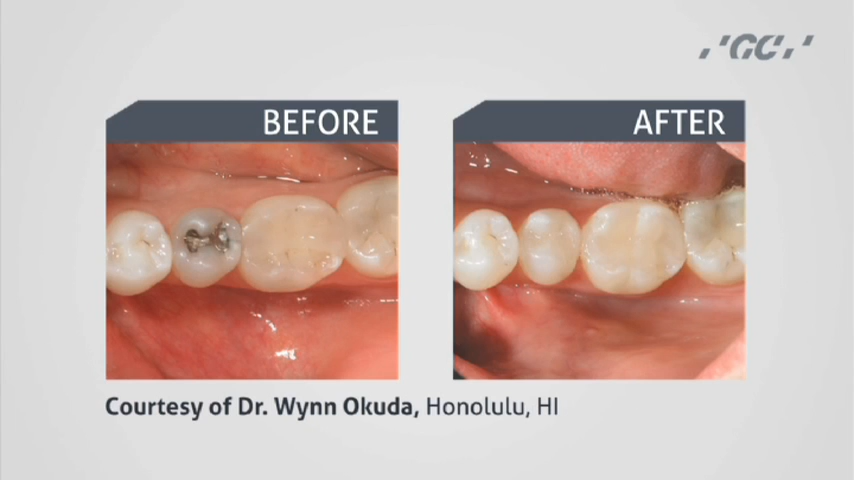 GC
BEFORE
AFTER
Courtesy of Dr. Wynn Okuda, Honolulu, HI